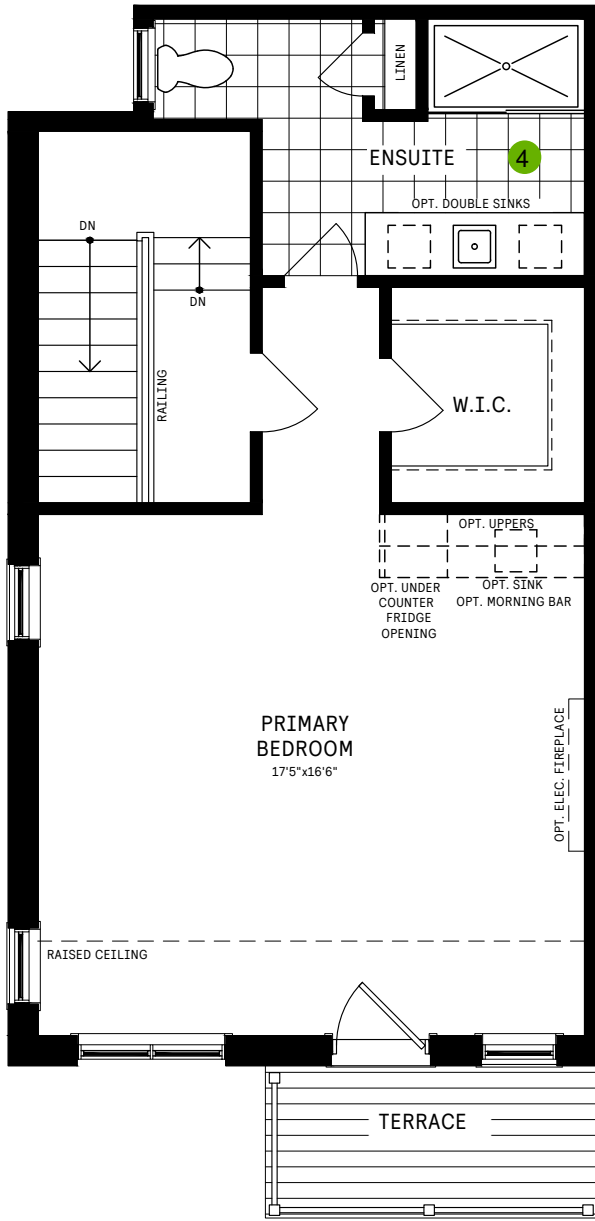 LINEN
ENSUITE
4
OPT. DOUBLE SINKS
DN
DN
RAILING
W.I.C.
OPT. UPPERS
OPT. SINK
OPT. MORNING BAR
OPT. UNDER
COUNTER
FRIDGE
OPENING
PRIMARY
BEDROOM
17'5"x16'6"
OPT. ELEC. FIREPLACE
RAISED CEILING
TERRACE